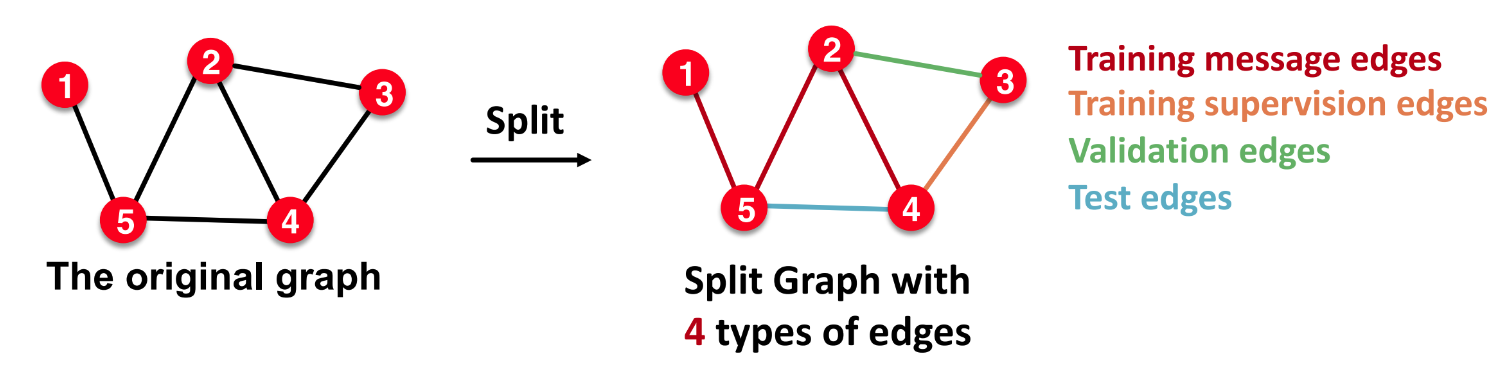 1
2
3
5
4
The original graph
Split
1
2
3
5
4
Split Graph with
4 types of edges
Training message edges
Training supervision edges
Validation edges
Test edges